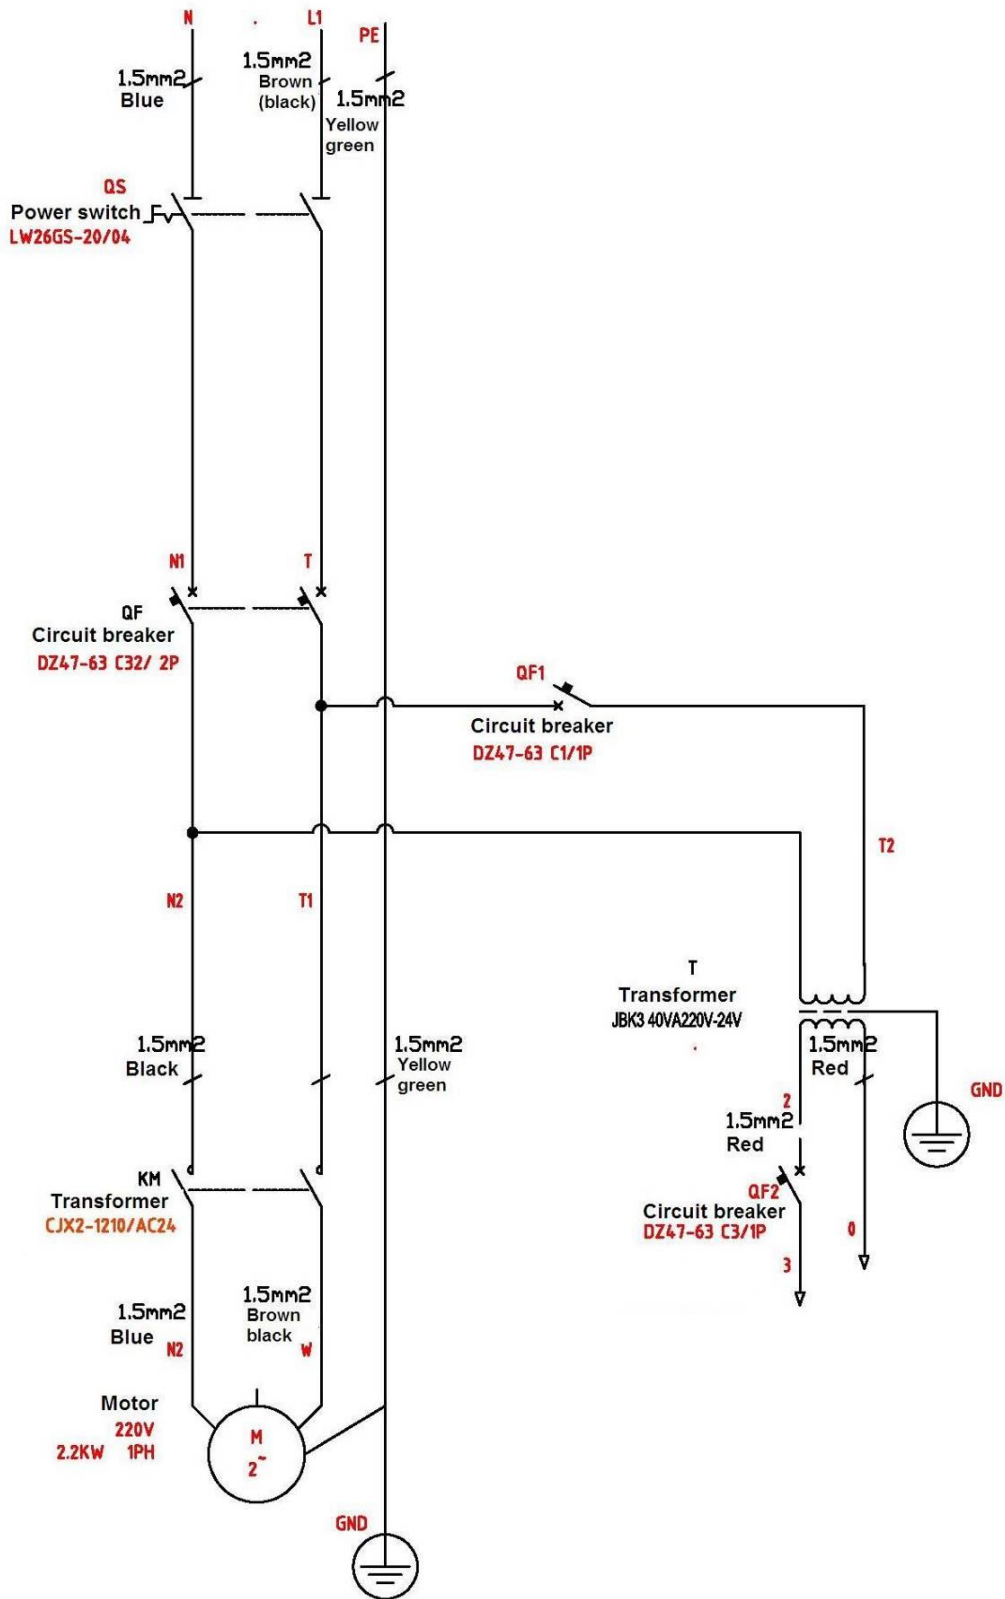 N
L1
PE
1.5mm2
Blue
1.5mm2
Brown
(black)
1.5mm2
Yellow
green
QS
Power switch
LW26GS-20/04
N1
T
QF
Circuit breaker
DZ47-63 C32/ 2P
QF1
Circuit breaker
DZ47-63 C1/1P
T2
N2
T1
T
Transformer
JBK3 40VA220V-24V
1.5mm2
Black
1.5mm2
Yellow
green
1.5mm2
Red
GND
2
1.5mm2
Red
KM
Transformer
CJX2-1210/AC24
QF2
Circuit breaker
DZ47-63 C3/1P
0
3
1.5mm2
Blue
N2
1.5mm2
Brown
black
W
Motor
220V
2.2KW 1PH
M
2~
GND